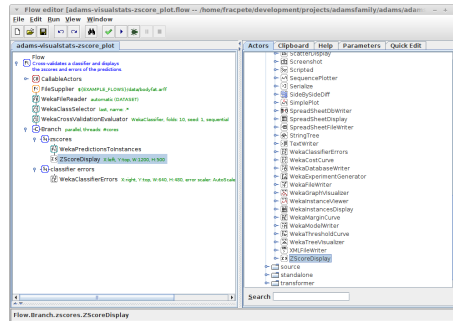 Flow editor [adams-visualstats-zscore_plot.flow -- /home/fracpete/development/projects/adamsfamily/adams/adams-
File Edit Run View Window
adams-visualstats-zscore_plot
Flow
Cross-validates a classifier and displays
the zscores and errors of the predictions.
CallableActors
FileSupplier ${EXAMPLE_FLOWS}/data/bodyfat.arff
WekaFileReader automatic (DATASET)
WekaClassSelector last, name: *
WekaCrossValidationEvaluator WekaClassifier, folds: 10, seed: 1, sequential
Branch parallel, threads: #cores
zscores
WekaPredictionsToInstances
ZScoreDisplay X:left, Y:top, W:1200, H:500
classifier errors
WekaClassifierErrors X:right, Y:top, W:640, H:480, error scaler: AutoScale
Actors Clipboard Help Parameters Quick Edit
ScatterDisplay
Screenshot
Scripted
SequencePlotter
Serialize
SideBySideDiff
SimplePlot
SpreadSheetDbWriter
SpreadSheetDisplay
SpreadSheetFileWriter
StringTree
TextWriter
WekaClassifierErrors
WekaCostCurve
WekaDatabaseWriter
WekaExperimentGenerator
WekaFileWriter
WekaGraphVisualizer
WekaInstanceViewer
WekaInstancesDisplay
WekaMarginCurve
WekaModelWriter
WekaThresholdCurve
WekaTreeVisualizer
XMLFileWriter
ZScoreDisplay
source
standalone
transformer
Search
Flow.Branch.zscores.ZScoreDisplay